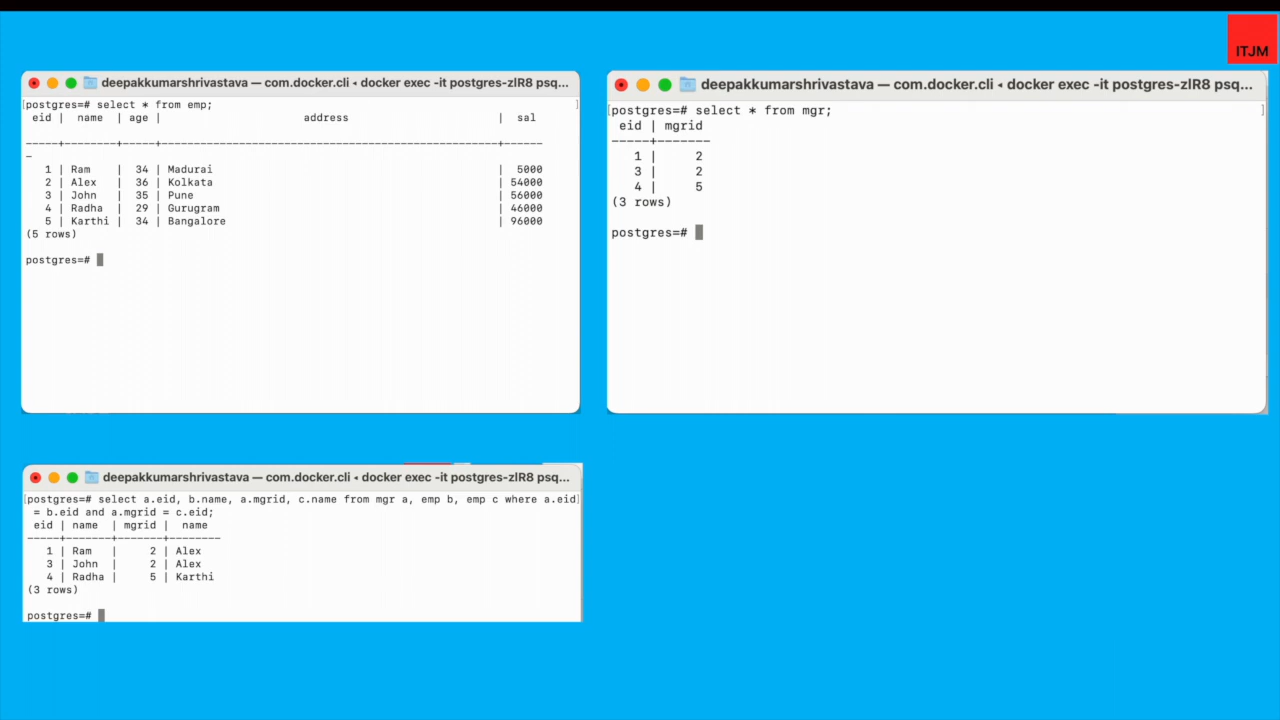 ITJM
deepakkumarshrivastava — com.docker.cli ◂ docker exec -it postgres-zlR8 psq...
[postgres=# select * from emp; ]
 eid |  name  | age |                      address                       |  sal
-----+--------+-----+----------------------------------------------------+------
-
   1 | Ram    |  34 | Madurai                                            |  5000
   2 | Alex   |  36 | Kolkata                                            | 54000
   3 | John   |  35 | Pune                                               | 56000
   4 | Radha  |  29 | Gurugram                                           | 46000
   5 | Karthi |  34 | Bangalore                                          | 96000
(5 rows)
postgres=#
deepakkumarshrivastava — com.docker.cli ◂ docker exec -it postgres-zlR8 psq...
[postgres=# select * from mgr; ]
 eid | mgrid
-----+-------
   1 |     2
   3 |     2
   4 |     5
(3 rows)
postgres=#
deepakkumarshrivastava — com.docker.cli ◂ docker exec -it postgres-zlR8 psq...
[postgres=# select a.eid, b.name, a.mgrid, c.name from mgr a, emp b, emp c where a.eid]
 = b.eid and a.mgrid = c.eid;
 eid | name  | mgrid |  name
-----+-------+-------+--------
   1 | Ram   |     2 | Alex
   3 | John  |     2 | Alex
   4 | Radha |     5 | Karthi
(3 rows)
postgres=#